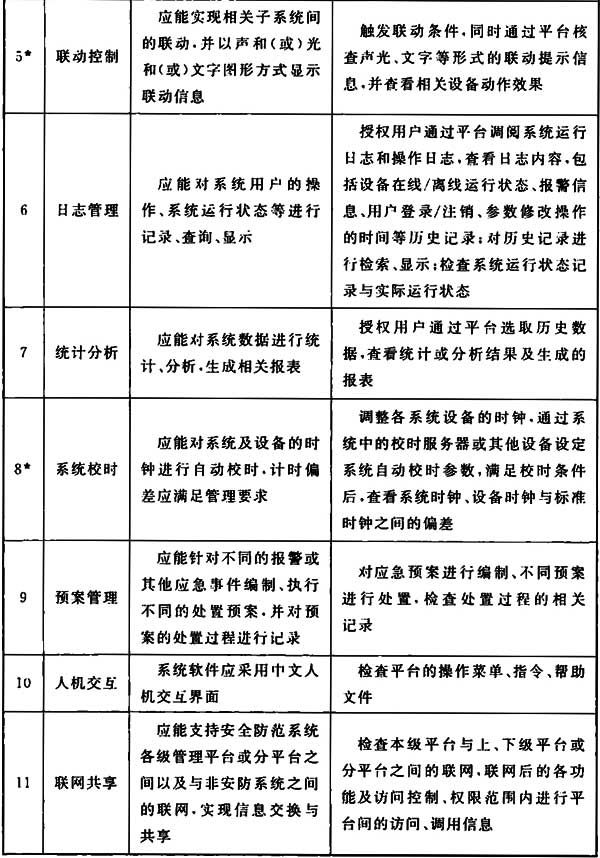 5*
联动控制
应能实现相关子系统间
的联动,并以声和(或)光
和(或)文字图形方式显示
联动信息
触发联动条件,同时通过平台核
查声光、文字等形式的联动提示信
息,并查看相关设备动作效果
6
日志管理
应能对系统用户的操
作、系统运行状态等进行
记录、查询、显示
授权用户通过平台调阅系统运行
日志和操作日志,查看日志内容,包
括设备在线/离线运行状态、报警信
息、用户登录/注销、参数修改操作
的时间等历史记录;对历史记录进
行检索、显示;检查系统运行状态记
录与实际运行状态
7
统计分析
应能对系统数据进行统
计、分析,生成相关报表
授权用户通过平台选取历史数
据,查看统计或分析结果及生成的
报表
8*
系统校时
应能对系统及设备的时
钟进行自动校时,计时偏
差应满足管理要求
调整各系统设备的时钟,通过系
统中的校时服务器或其他设备设定
系统自动校时参数,满足校时条件
后,查看系统时钟、设备时钟与标准
时钟之间的偏差
9
预案管理
应能针对不同的报警或
其他应急事件编制、执行
不同的处置预案,并对预
案的处置过程进行记录
对应急预案进行编制、不同预案
进行处置,检查处置过程的相关
记录
10
人机交互
系统软件应采用中文人
机交互界面
检查平台的操作菜单、指令、帮助
文件
11
联网共享
应能支持安全防范系统
各级管理平台或分平台之
间以及与非安防系统之间
的联网,实现信息交换与
共享
检查本级平台与上、下级平台或
分平台之间的联网,联网后的各功
能及访问控制、权限范围内进行平
台间的访问、调用信息